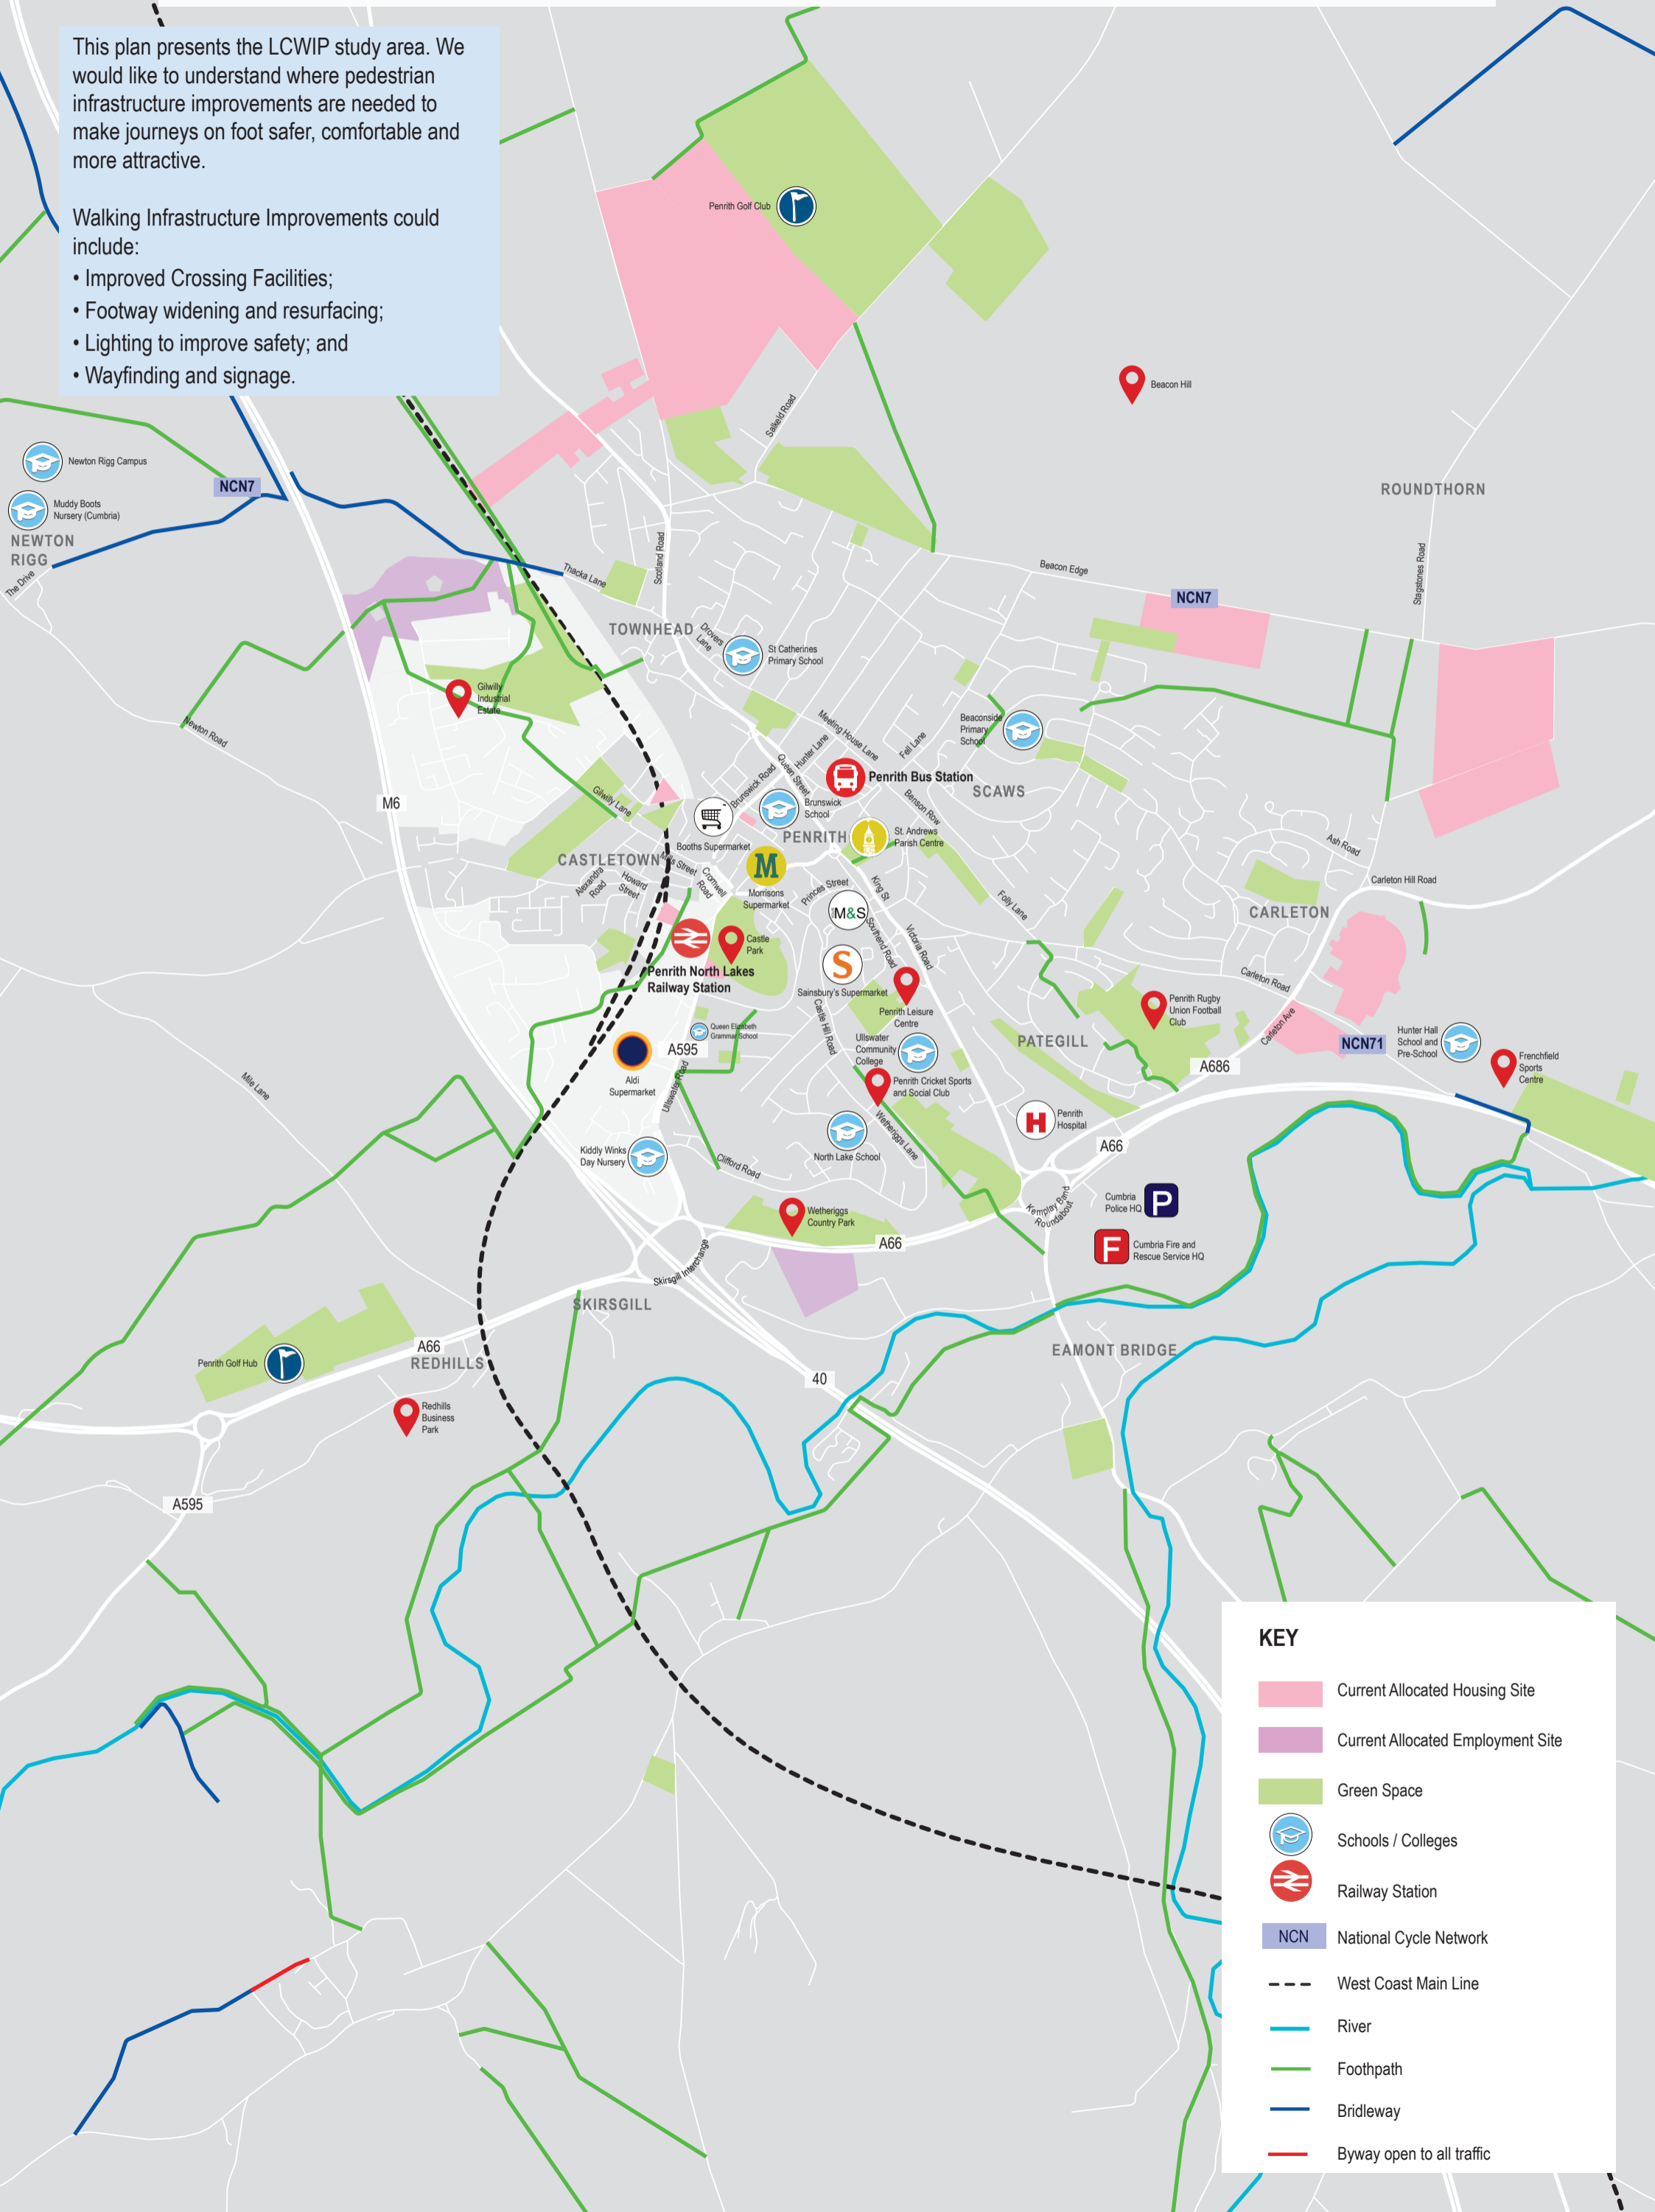 This plan presents the LCWIP study area. We
would like to understand where pedestrian
infrastructure improvements are needed to
make journeys on foot safer, comfortable and
more attractive.
Walking Infrastructure Improvements could
include:
• Improved Crossing Facilities;
• Footway widening and resurfacing;
• Lighting to improve safety; and
• Wayfinding and signage.
Penrith Golf Club
Beacon Hill
Salkeld Road
Newton Rigg Campus
NCN7
Muddy Boots
Nursery (Cumbria)
NEWTON
RIGG
The Drive
ROUNDTHORN
Scotland Road
Thacka Lane
Beacon Edge
NCN7
Stagstones Road
TOWNHEAD
Drovers
Lane
St Catherines
Primary School
Gilwilly
Industrial
Estate
Newton Road
Meeting House Lane
Hunter Lane
Queen Street
Fell Lane
Beaconside
Primary
School
Penrith Bus Station
SCAWS
M6
Gilwilly Lane
Brunswick Road
Brunswick
School
Benson Row
PENRITH
St. Andrews
Parish Centre
Booths Supermarket
Ash Road
CASTLETOWN
Mills Street
Cromwell
Road
Alexandra
Road
Howard
Street
M
Morrisons
Supermarket
Princes Street
King St
Carleton Hill Road
Folly Lane
CARLETON
M&S
Southend Road
Victoria Road
Castle
Park
Penrith North Lakes
Railway Station
S
Sainsbury's Supermarket
Carleton Road
Penrith Leisure
Centre
Penrith Rugby
Union Football
Club
Castle Hill Road
Carleton Ave
Queen Elizabeth
Grammar School
A595
Ullswater
Community
College
PATEGILL
NCN71
Hunter Hall
School and
Pre-School
Frenchfield
Sports
Centre
A686
Aldi
Supermarket
Ullswater Road
Penrith Cricket Sports
and Social Club
Mile Lane
Wetheriggs Lane
H
Penrith
Hospital
Kiddly Winks
Day Nursery
North Lake School
A66
Clifford Road
Cumbria
Police HQ
P
Kemplay Band
Roundabout
Wetheriggs
Country Park
A66
F
Cumbria Fire and
Rescue Service HQ
Skirsgill Interchange
SKIRSGILL
A66
REDHILLS
Penrith Golf Hub
EAMONT BRIDGE
40
Redhills
Business
Park
A595
KEY
Current Allocated Housing Site
Current Allocated Employment Site
Green Space
Schools / Colleges
Railway Station
NCN National Cycle Network
West Coast Main Line
River
Foothpath
Bridleway
Byway open to all traffic